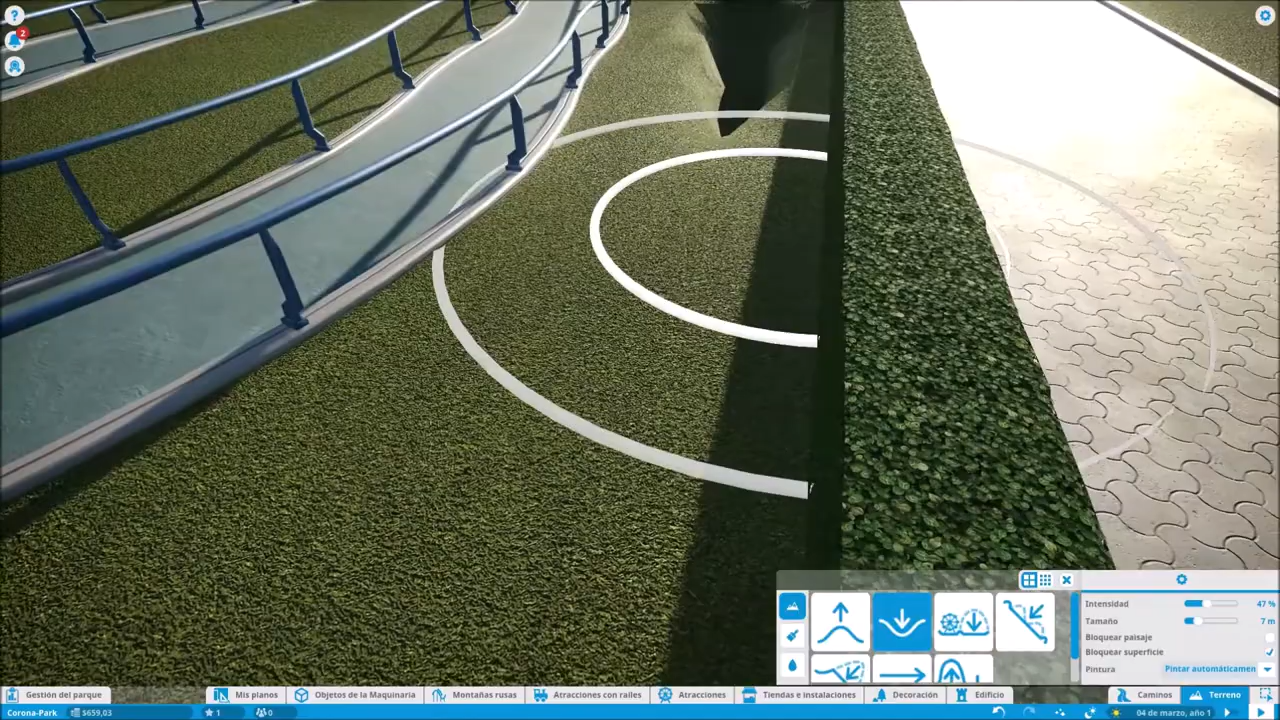 ?
2
Intensidad 47 %
Tamaño 7 m
Bloquear paisaje
Bloquear superficie
Pintura Pintar automáticamen
Gestión del parque Mis planos Objetos de la Maquinaria Montañas rusas Atracciones con raíles Atracciones Tiendas e instalaciones Decoración Edificio Caminos Terreno
Corona-Park $659,03 1 0 04 de marzo, año 1